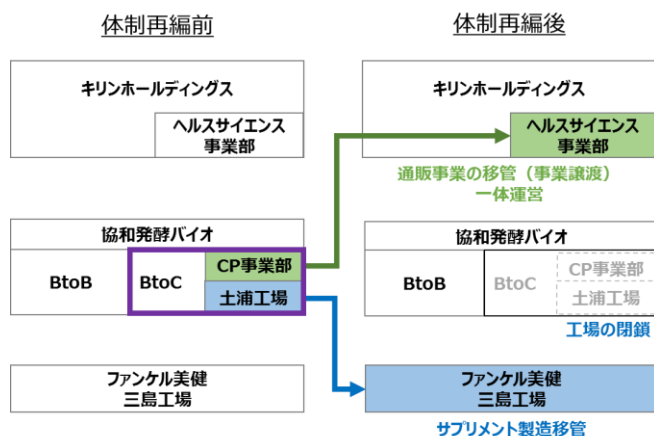 体制再編前
体制再編後
キリンホールディングス
ヘルスサイエンス
事業部
キリンホールディングス
ヘルスサイエンス
事業部
通販事業の移管（事業譲渡）
一体運営
協和発酵バイオ
BtoB
BtoC
CP事業部
土浦工場
協和発酵バイオ
BtoB
BtoC
CP事業部
土浦工場
工場の閉鎖
ファンケル美健
三島工場
ファンケル美健
三島工場
サプリメント製造移管